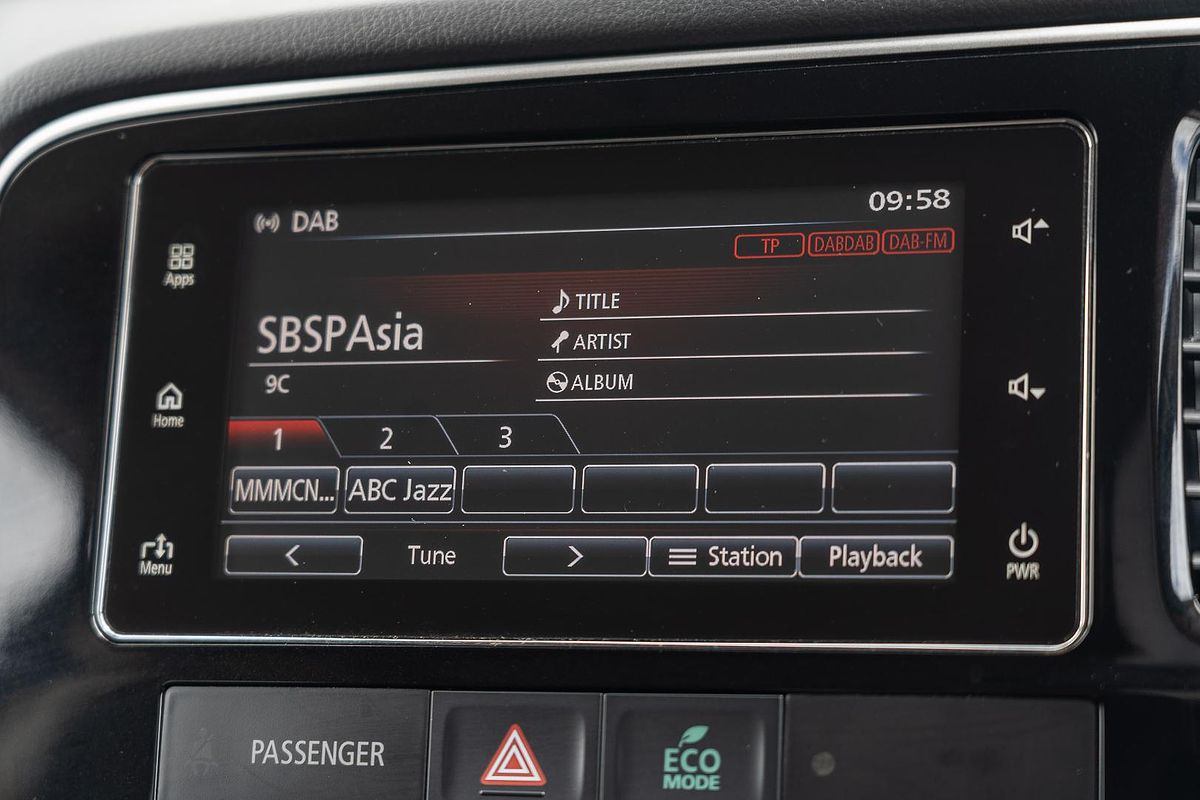 DAB
09:58
TP DABDAB DAB-FM
Apps
TITLE
SBSPAsia
ARTIST
9C
ALBUM
Home
1 2 3
MMMCN... ABC Jazz
Tune Station Playback
Menu
PWR
PASSENGER
ECO
MODE